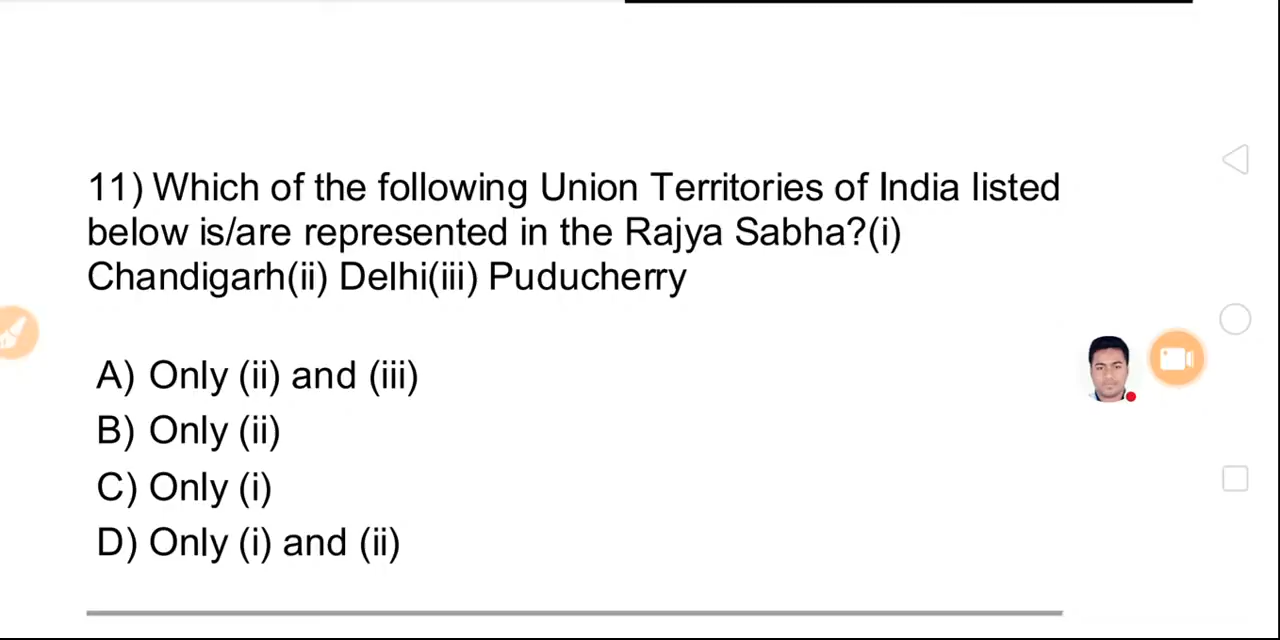 11) Which of the following Union Territories of India listed
below is/are represented in the Rajya Sabha?(i)
Chandigarh(ii) Delhi(iii) Puducherry
A) Only (ii) and (iii)
B) Only (ii)
C) Only (i)
D) Only (i) and (ii)